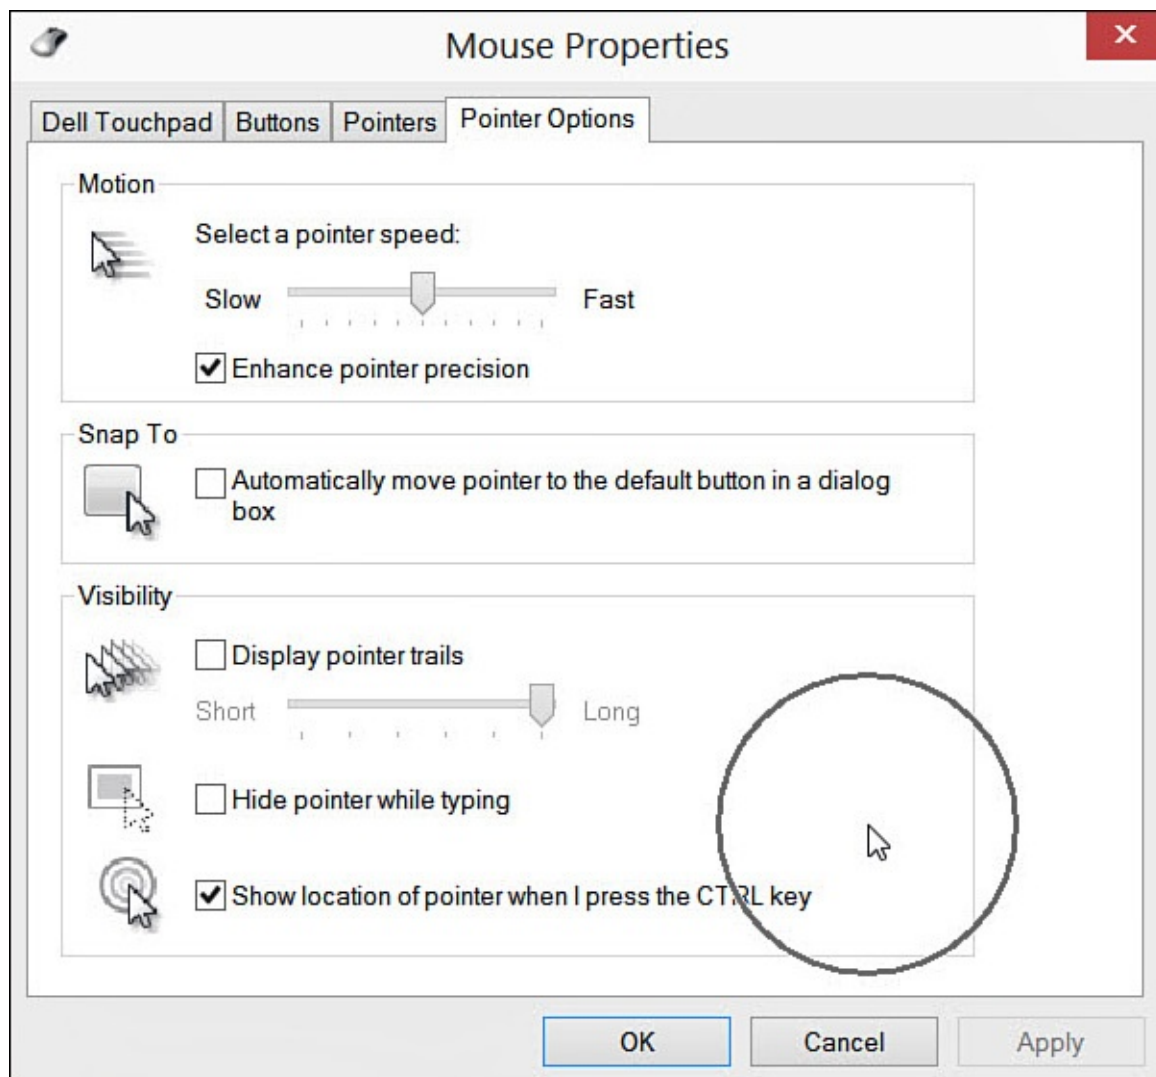 Mouse Properties
Dell Touchpad Buttons Pointers Pointer Options
Motion
Select a pointer speed:
Slow Fast
Enhance pointer precision
Snap To
Automatically move pointer to the default button in a dialog
box
Visibility
Display pointer trails
Short Long
Hide pointer while typing
Show location of pointer when I press the CTRL key
OK Cancel Apply